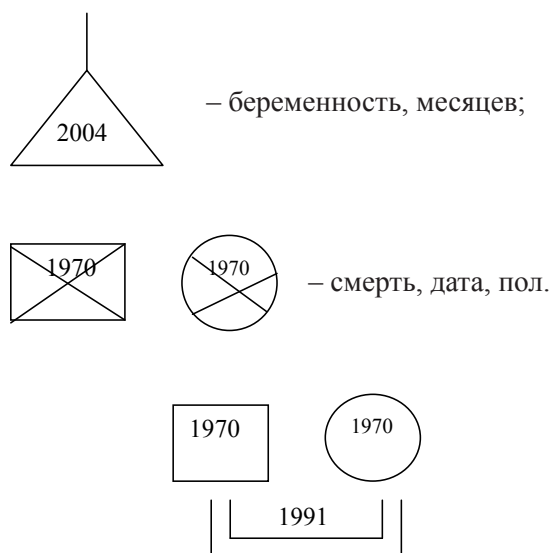 2004 – беременность, месяцев;
1970 1970 – смерть, дата, пол.
1970 1970
1991